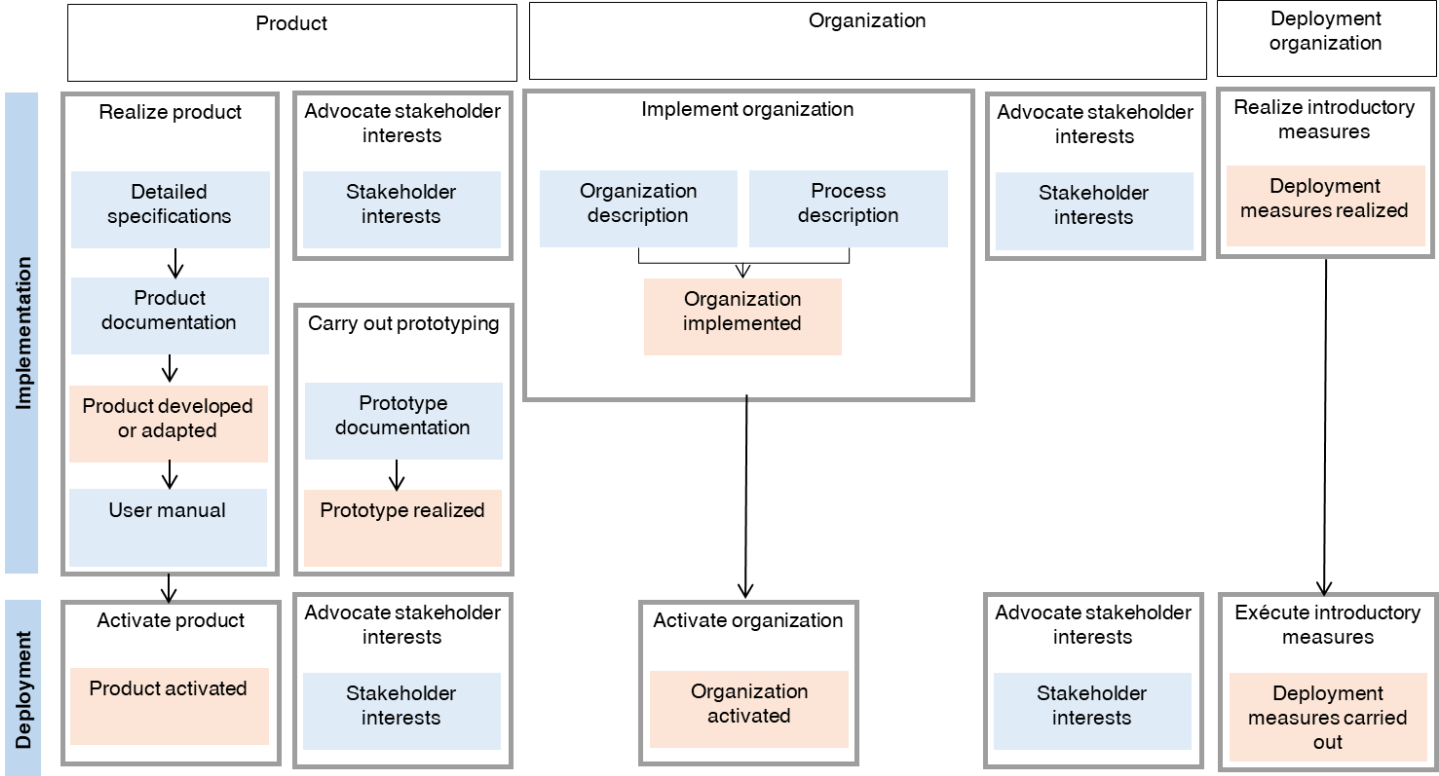 Product
Organization
Deployment
organization
Implementation
Realize product
Detailed
specifications
Product
documentation
Product developed
or adapted
User manual
Advocate stakeholder
interests
Stakeholder
interests
Carry out prototyping
Prototype
documentation
Prototype realized
Implement organization
Organization
description
Process
description
Organization
implemented
Advocate stakeholder
interests
Stakeholder
interests
Realize introductory
measures
Deployment
measures realized
Deployment
Activate product
Product activated
Advocate stakeholder
interests
Stakeholder
interests
Activate organization
Organization
activated
Advocate stakeholder
interests
Stakeholder
interests
Exécute introductory
measures
Deployment
measures carried
out